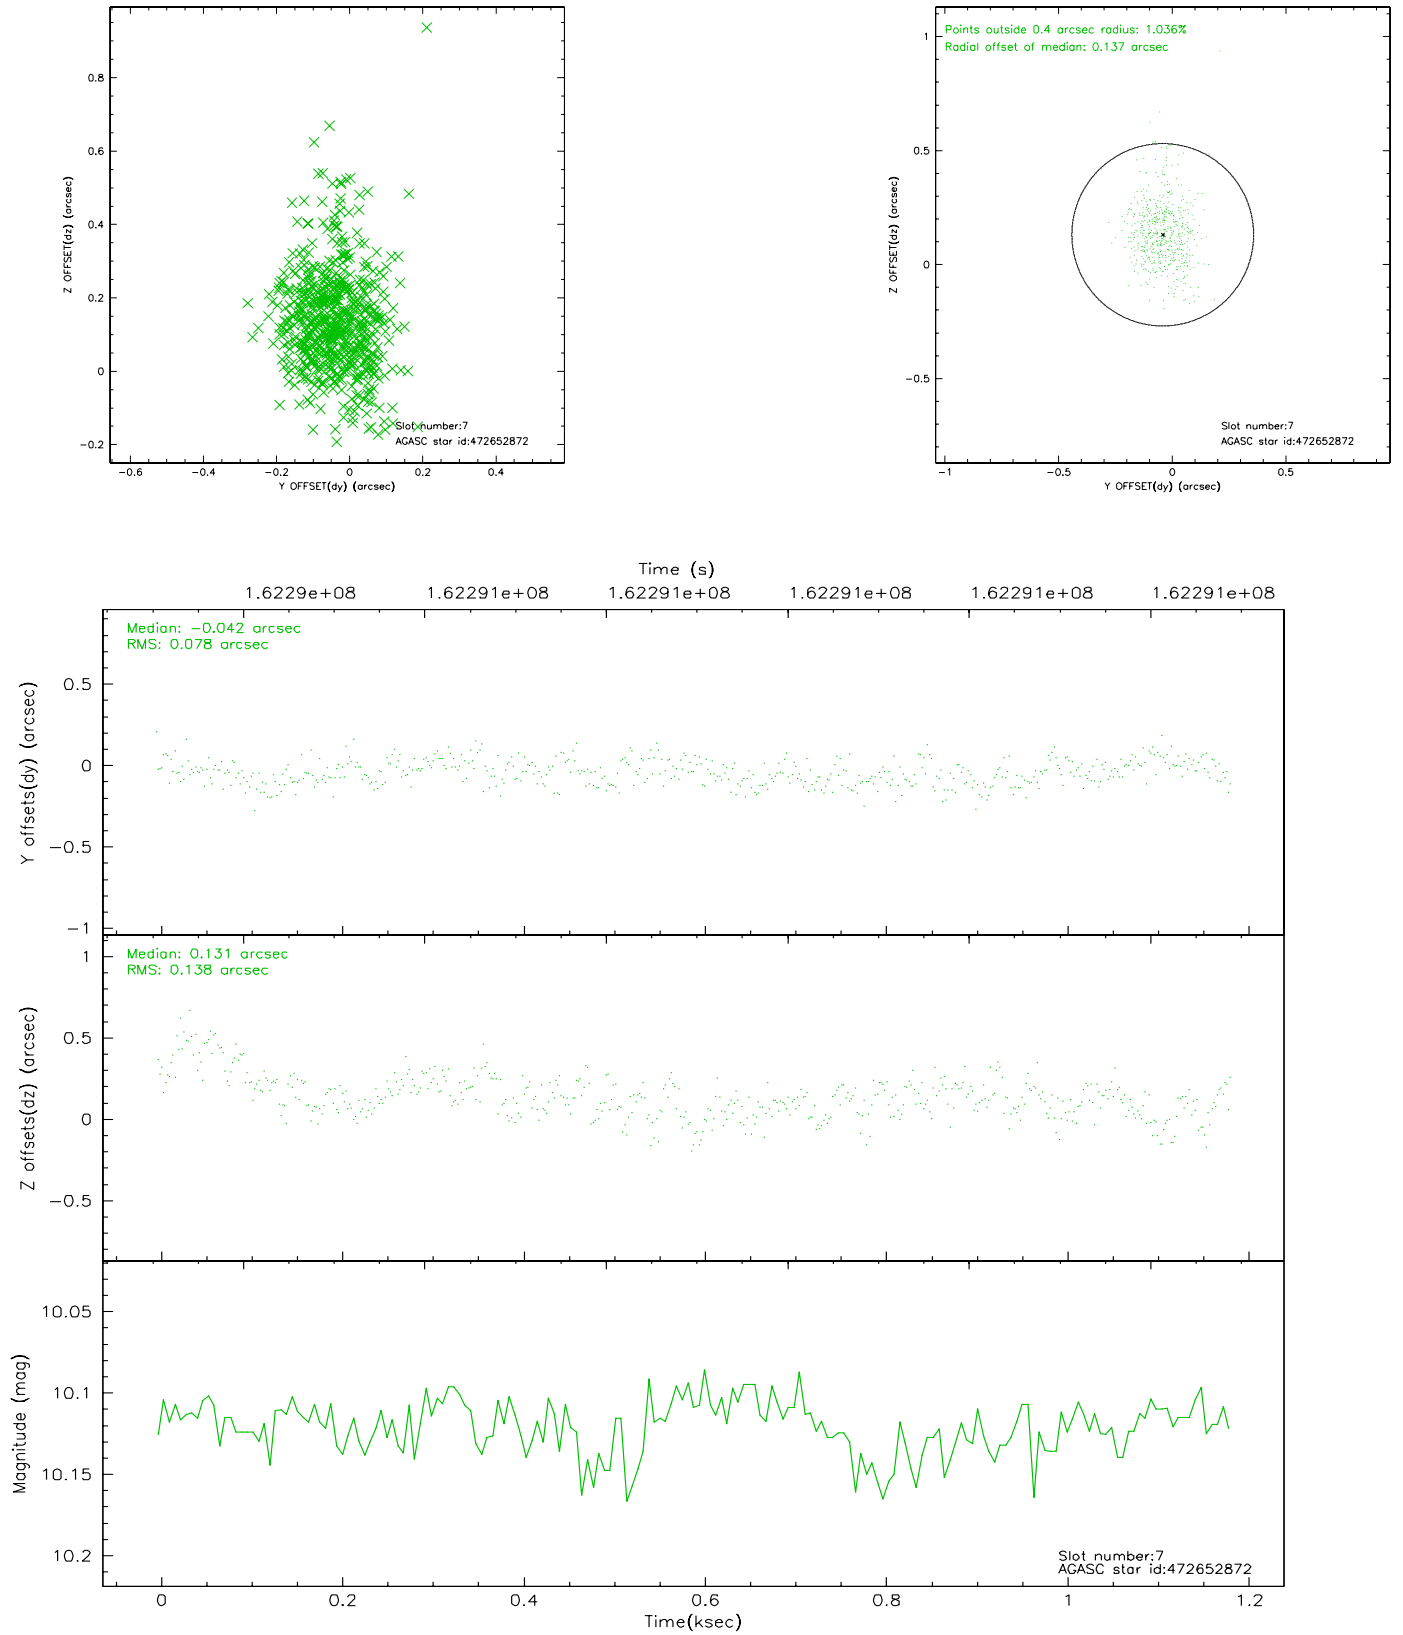 0.8
0.6
0.4
0.2
0
−0.2
Z OFFSET(dz) (arcsec)
Slot number:7
AGASC star id:472652872
−0.6 −0.4 −0.2 0 0.2 0.4
Y OFFSET(dy) (arcsec)
Points outside 0.4 arcsec radius: 1.036%
Radial offset of median: 0.137 arcsec
1
0.5
0
−0.5
Z OFFSET(dz) (arcsec)
Slot number:7
AGASC star id:472652872
−1 −0.5 0 0.5
Y OFFSET(dy) (arcsec)
Time (s)
1.6229e+08 1.62291e+08 1.62291e+08 1.62291e+08 1.62291e+08 1.62291e+08
Median: −0.042 arcsec
RMS: 0.078 arcsec
0.5
0
−0.5
−1
Y offsets(dy) (arcsec)
Median: 0.131 arcsec
RMS: 0.138 arcsec
1
0.5
0
−0.5
Z offsets(dz) (arcsec)
10.05
10.1
10.15
10.2
Magnitude (mag)
Slot number:7
AGASC star id:472652872
0 0.2 0.4 0.6 0.8 1 1.2
Time(ksec)